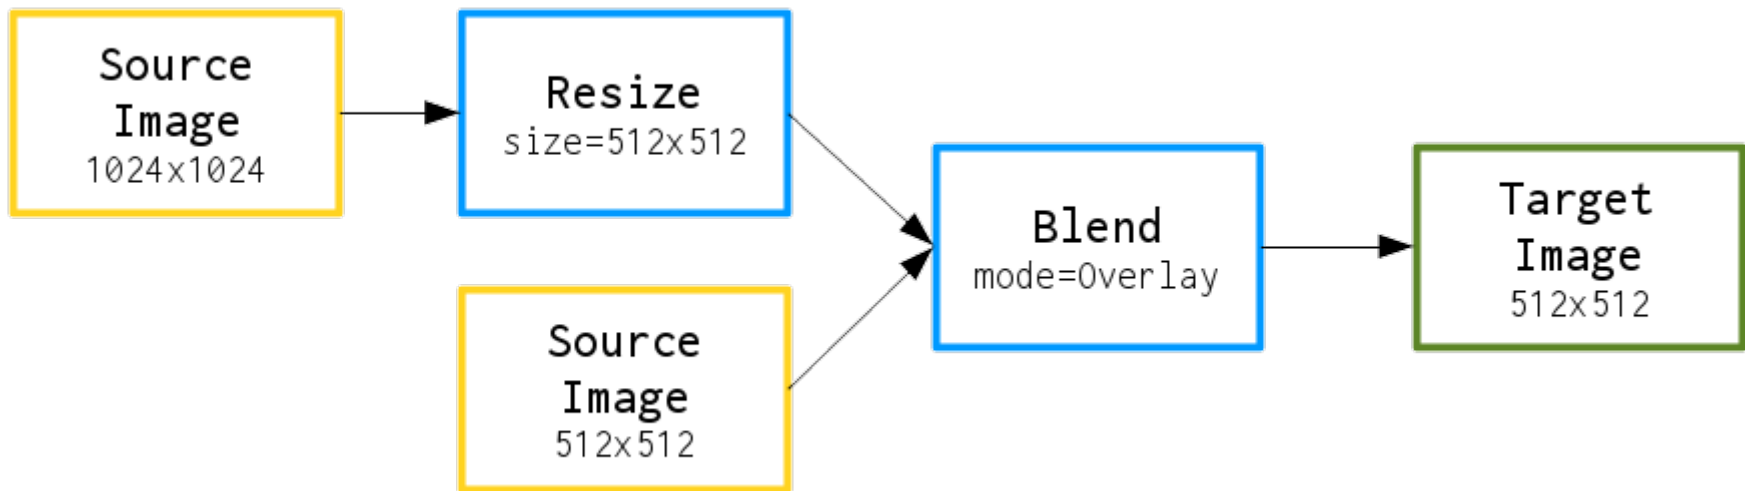 Source
Image
1024x1024
Resize
size=512x512
Source
Image
512x512
Blend
mode=Overlay
Target
Image
512x512